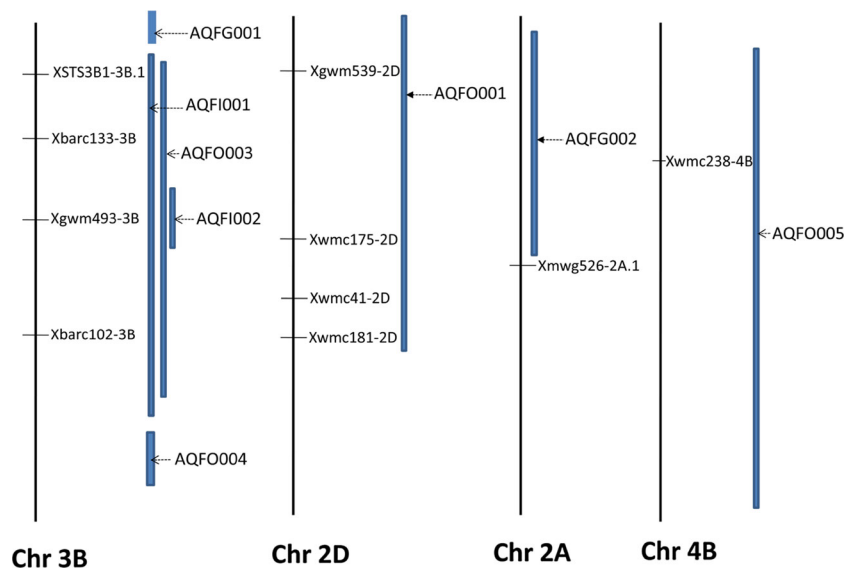 AQFG001
XSTS3B1-3B.1
AQFI001
Xbarc133-3B
AQFO003
Xgwm493-3B
AQFI002
Xbarc102-3B
AQFO004
Chr 3B
Xgwm539-2D
AQFO001
Xwmc175-2D
Xwmc41-2D
Xwmc181-2D
Chr 2D
AQFG002
Xmwg526-2A.1
Chr 2A
Xwmc238-4B
AQFO005
Chr 4B